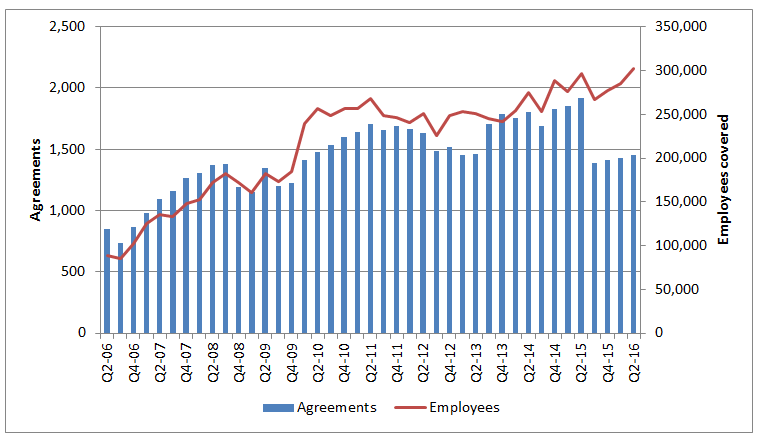 2,500
2,000
1,500
1,000
500
0
Agreements
350,000
300,000
250,000
200,000
150,000
100,000
50,000
0
Employees covered
Q2-06
Q4-06
Q2-07
Q4-07
Q2-08
Q4-08
Q2-09
Q4-09
Q2-10
Q4-10
Q2-11
Q4-11
Q2-12
Q4-12
Q2-13
Q4-13
Q2-14
Q4-14
Q2-15
Q4-15
Q2-16
Agreements
Employees